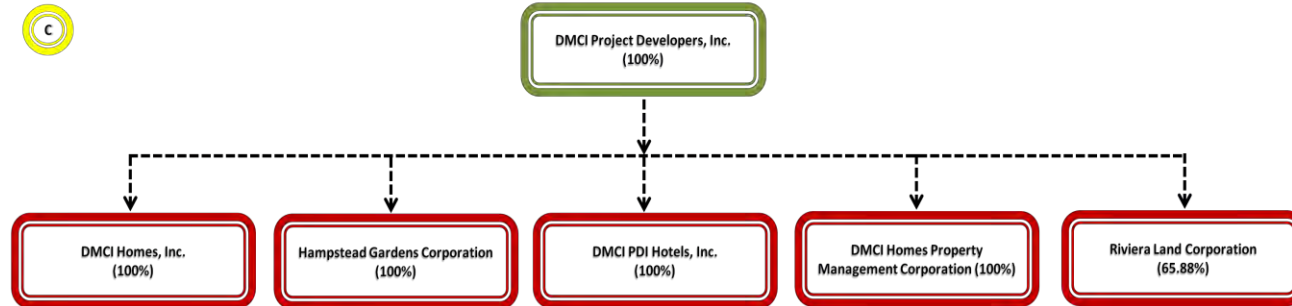 C
DMCI Project Developers, Inc.
(100%)
DMCI Homes, Inc.
(100%)
Hampstead Gardens Corporation
(100%)
DMCI PDI Hotels, Inc.
(100%)
DMCI Homes Property
Management Corporation (100%)
Riviera Land Corporation
(65.88%)